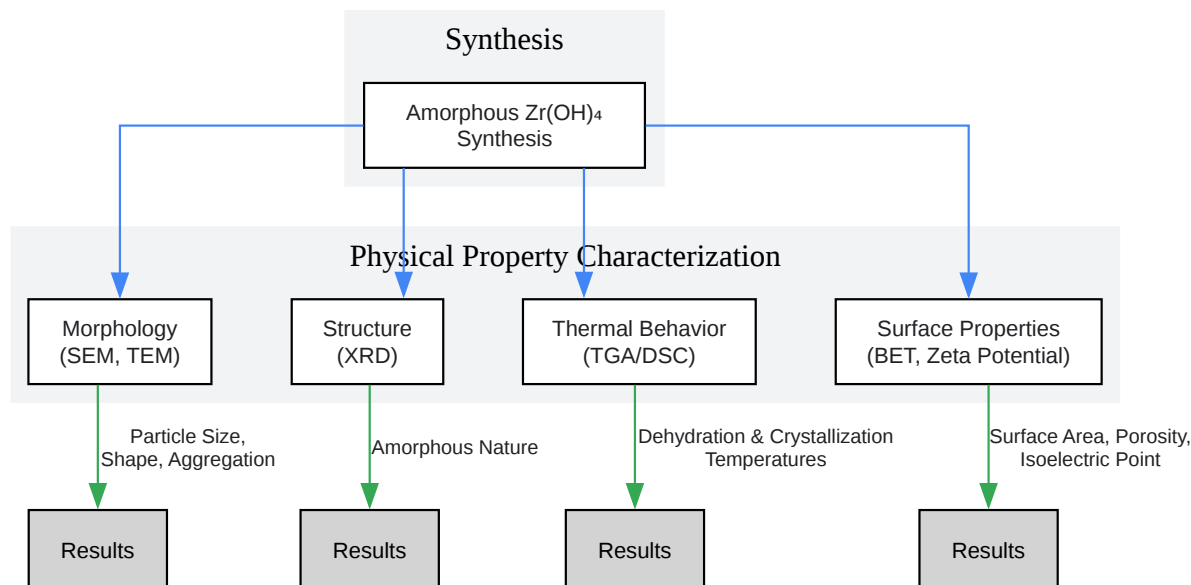 Synthesis
Amorphous Zr(OH)₄
Synthesis
Physical Property Characterization
Morphology
(SEM, TEM)
Structure
(XRD)
Thermal Behavior
(TGA/DSC)
Surface Properties
(BET, Zeta Potential)
Particle Size,
Shape, Aggregation
Amorphous Nature
Dehydration & Crystallization
Temperatures
Surface Area, Porosity,
Isoelectric Point
Results
Results
Results
Results